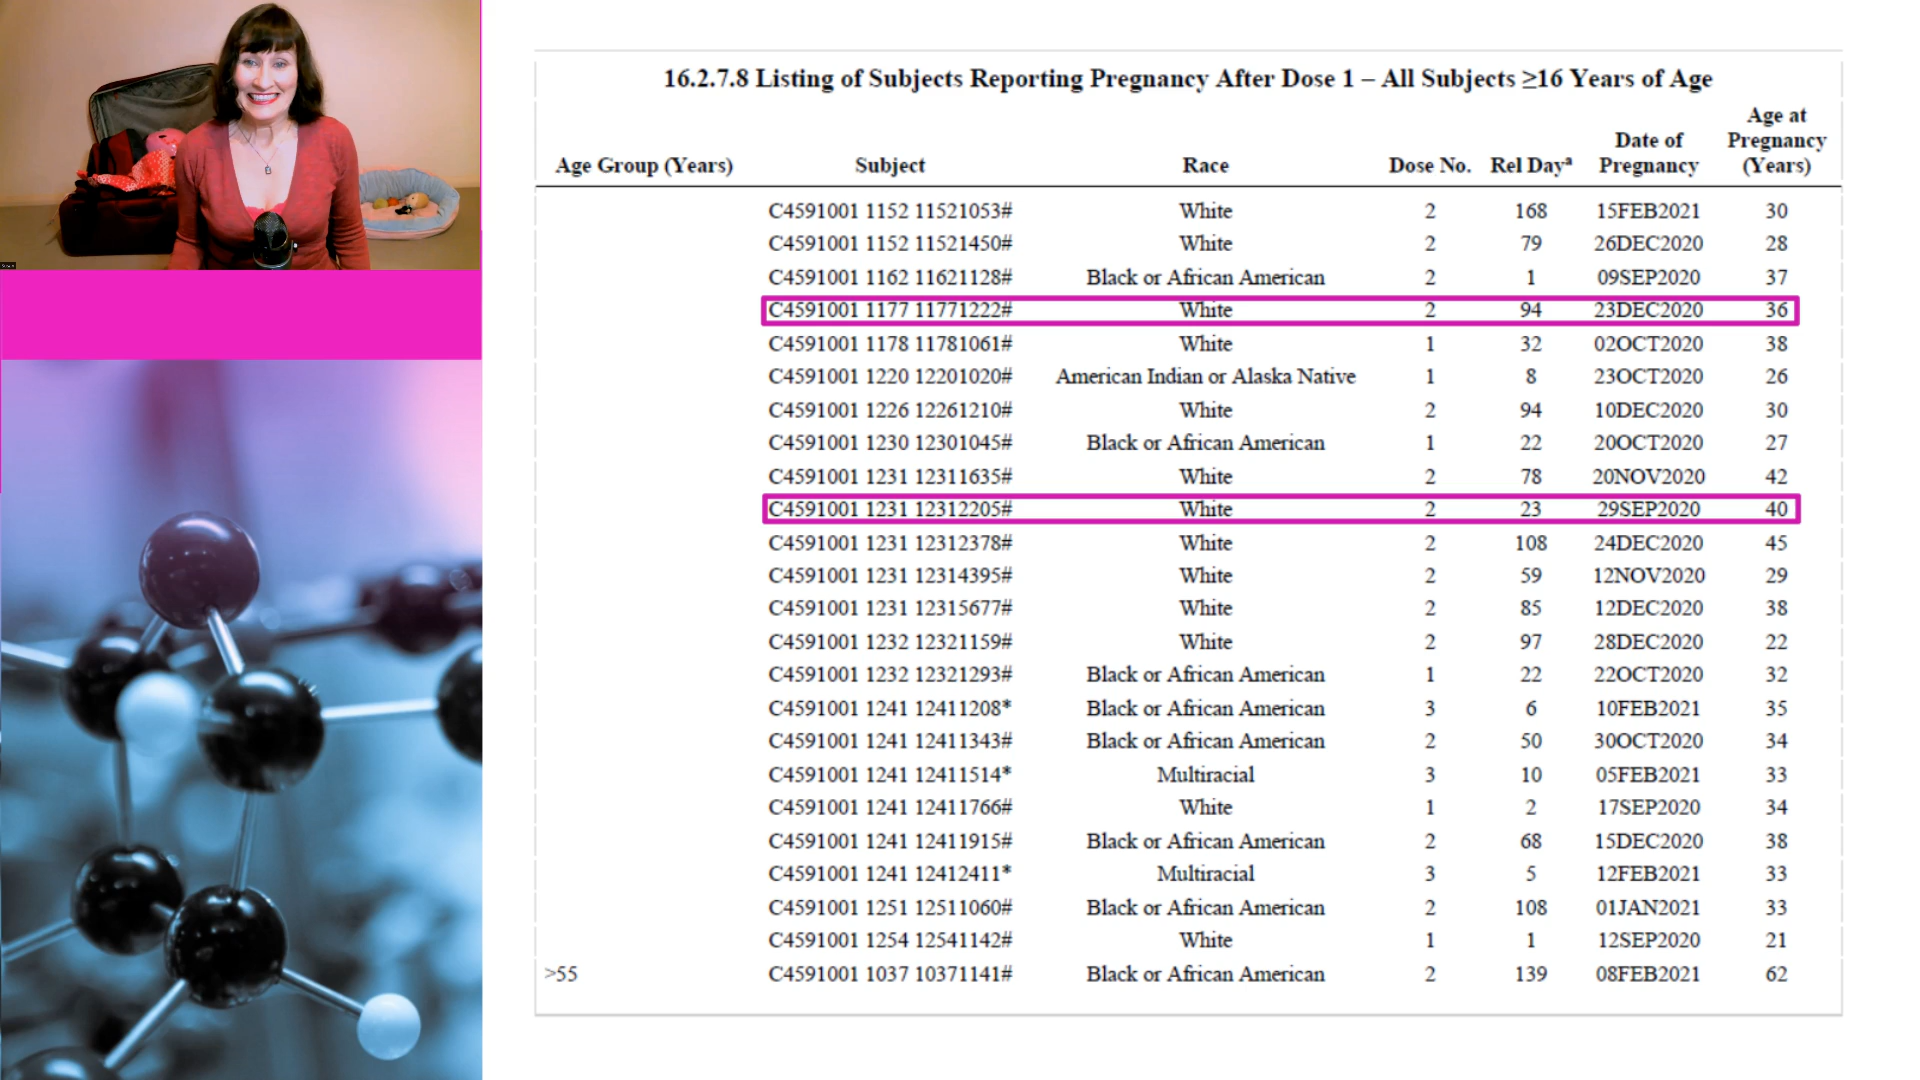 16.2.7.8 Listing of Subjects Reporting Pregnancy After Dose 1 – All Subjects ≥16 Years of Age
Age Group (Years) Subject Race Dose No. Rel Dayᵃ Date of Pregnancy Age at Pregnancy (Years)
C4591001 1152 11521053# White 2 168 15FEB2021 30
C4591001 1152 11521450# White 2 79 26DEC2020 28
C4591001 1162 11621128# Black or African American 2 1 09SEP2020 37
C4591001 1177 11771222# White 2 94 23DEC2020 36
C4591001 1178 11781061# White 1 32 02OCT2020 38
C4591001 1220 12201020# American Indian or Alaska Native 1 8 23OCT2020 26
C4591001 1226 12261210# White 2 94 10DEC2020 30
C4591001 1230 12301045# Black or African American 1 22 20OCT2020 27
C4591001 1231 12311635# White 2 78 20NOV2020 42
C4591001 1231 12312205# White 2 23 29SEP2020 40
C4591001 1231 12312378# White 2 108 24DEC2020 45
C4591001 1231 12314395# White 2 59 12NOV2020 29
C4591001 1231 12315677# White 2 85 12DEC2020 38
C4591001 1232 12321159# White 2 97 28DEC2020 22
C4591001 1232 12321293# Black or African American 1 22 22OCT2020 32
C4591001 1241 12411208* Black or African American 3 6 10FEB2021 35
C4591001 1241 12411343# Black or African American 2 50 30OCT2020 34
C4591001 1241 12411514* Multiracial 3 10 05FEB2021 33
C4591001 1241 12411766# White 1 2 17SEP2020 34
C4591001 1241 12411915# Black or African American 2 68 15DEC2020 38
C4591001 1241 12412411* Multiracial 3 5 12FEB2021 33
C4591001 1251 12511060# Black or African American 2 108 01JAN2021 33
C4591001 1254 12541142# White 1 1 12SEP2020 21
>55 C4591001 1037 10371141# Black or African American 2 139 08FEB2021 62